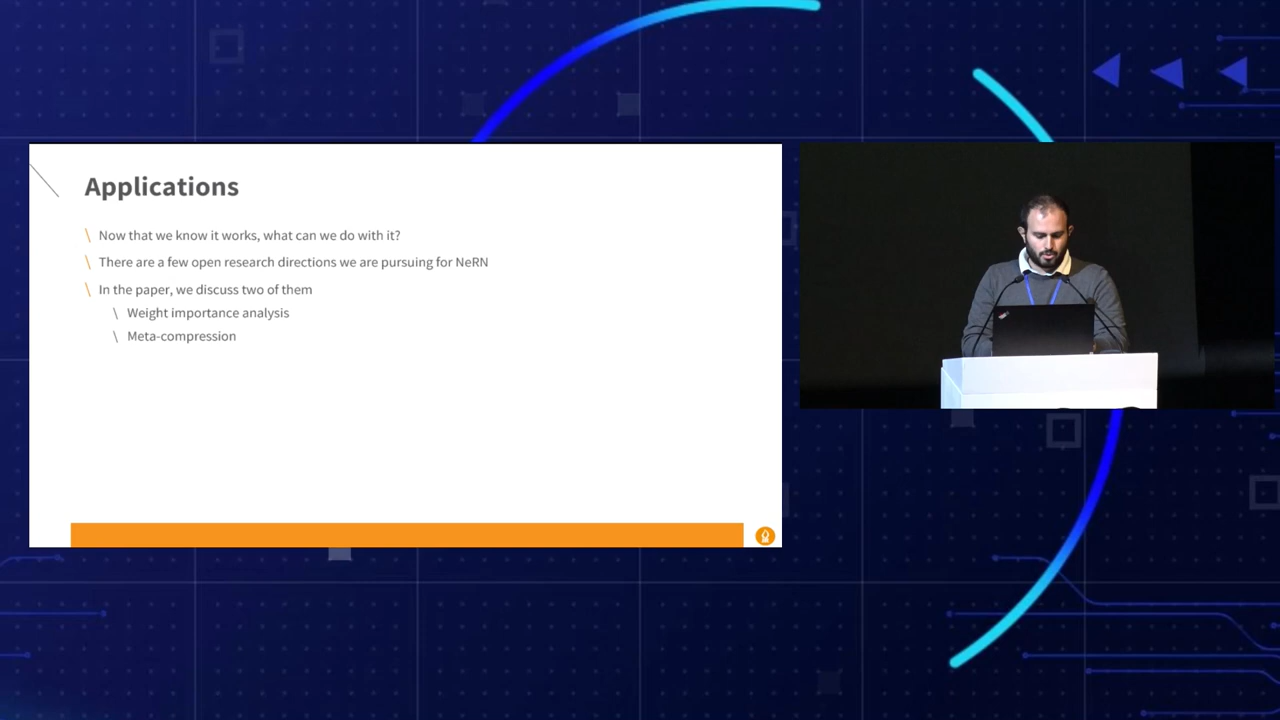 Applications
\ Now that we know it works, what can we do with it?
\ There are a few open research directions we are pursuing for NeRN
\ In the paper, we discuss two of them
\ Weight importance analysis
\ Meta-compression